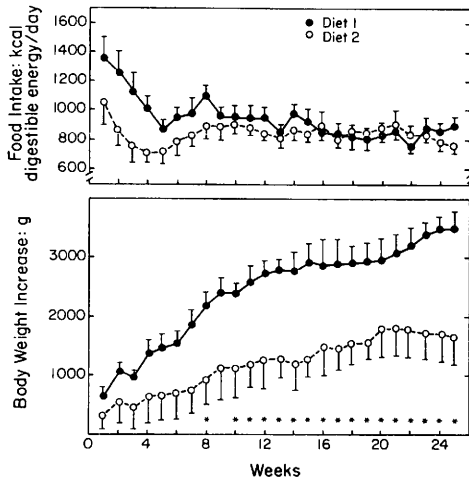 Diet 1
Diet 2
Food Intake: kcal
digestible energy/day
1600
1400
1200
1000
800
600
Body Weight Increase: g
3000
2000
1000
* * * * * * * * * * * * * * * * *
0 4 8 12 16 20 24
Weeks